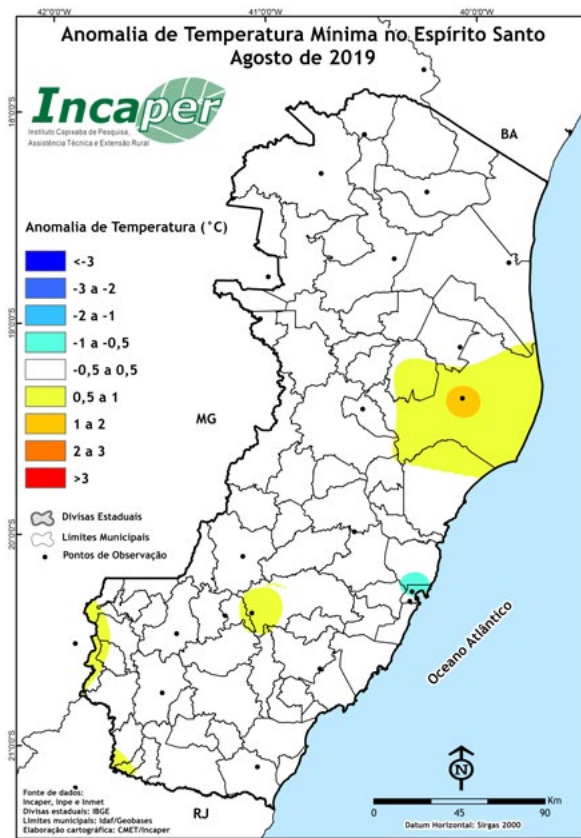 42°0'0"O 41°0'0"O 40°0'0"O
Anomalia de Temperatura Mínima no Espírito Santo
Agosto de 2019
Incaper
Instituto Capixaba de Pesquisa,
Assistência Técnica e Extensão Rural
18°0'0"S
BA
Anomalia de Temperatura (°C)
<-3
-3 a -2
-2 a -1
-1 a -0,5
-0,5 a 0,5
0,5 a 1
1 a 2
2 a 3
>3
19°0'0"S
MG
Divisas Estaduais
Limites Municipais
Pontos de Observação
20°0'0"S
Oceano Atlântico
21°0'0"S
N
Fonte de dados:
Incaper, Inpe e Inmet
Divisas estaduais: IBGE
Limites municipais: Idaf/Geobases
Elaboração cartográfica: CMET/Incaper
RJ
Km
0 45 90
Datum Horizontal: Sirgas 2000